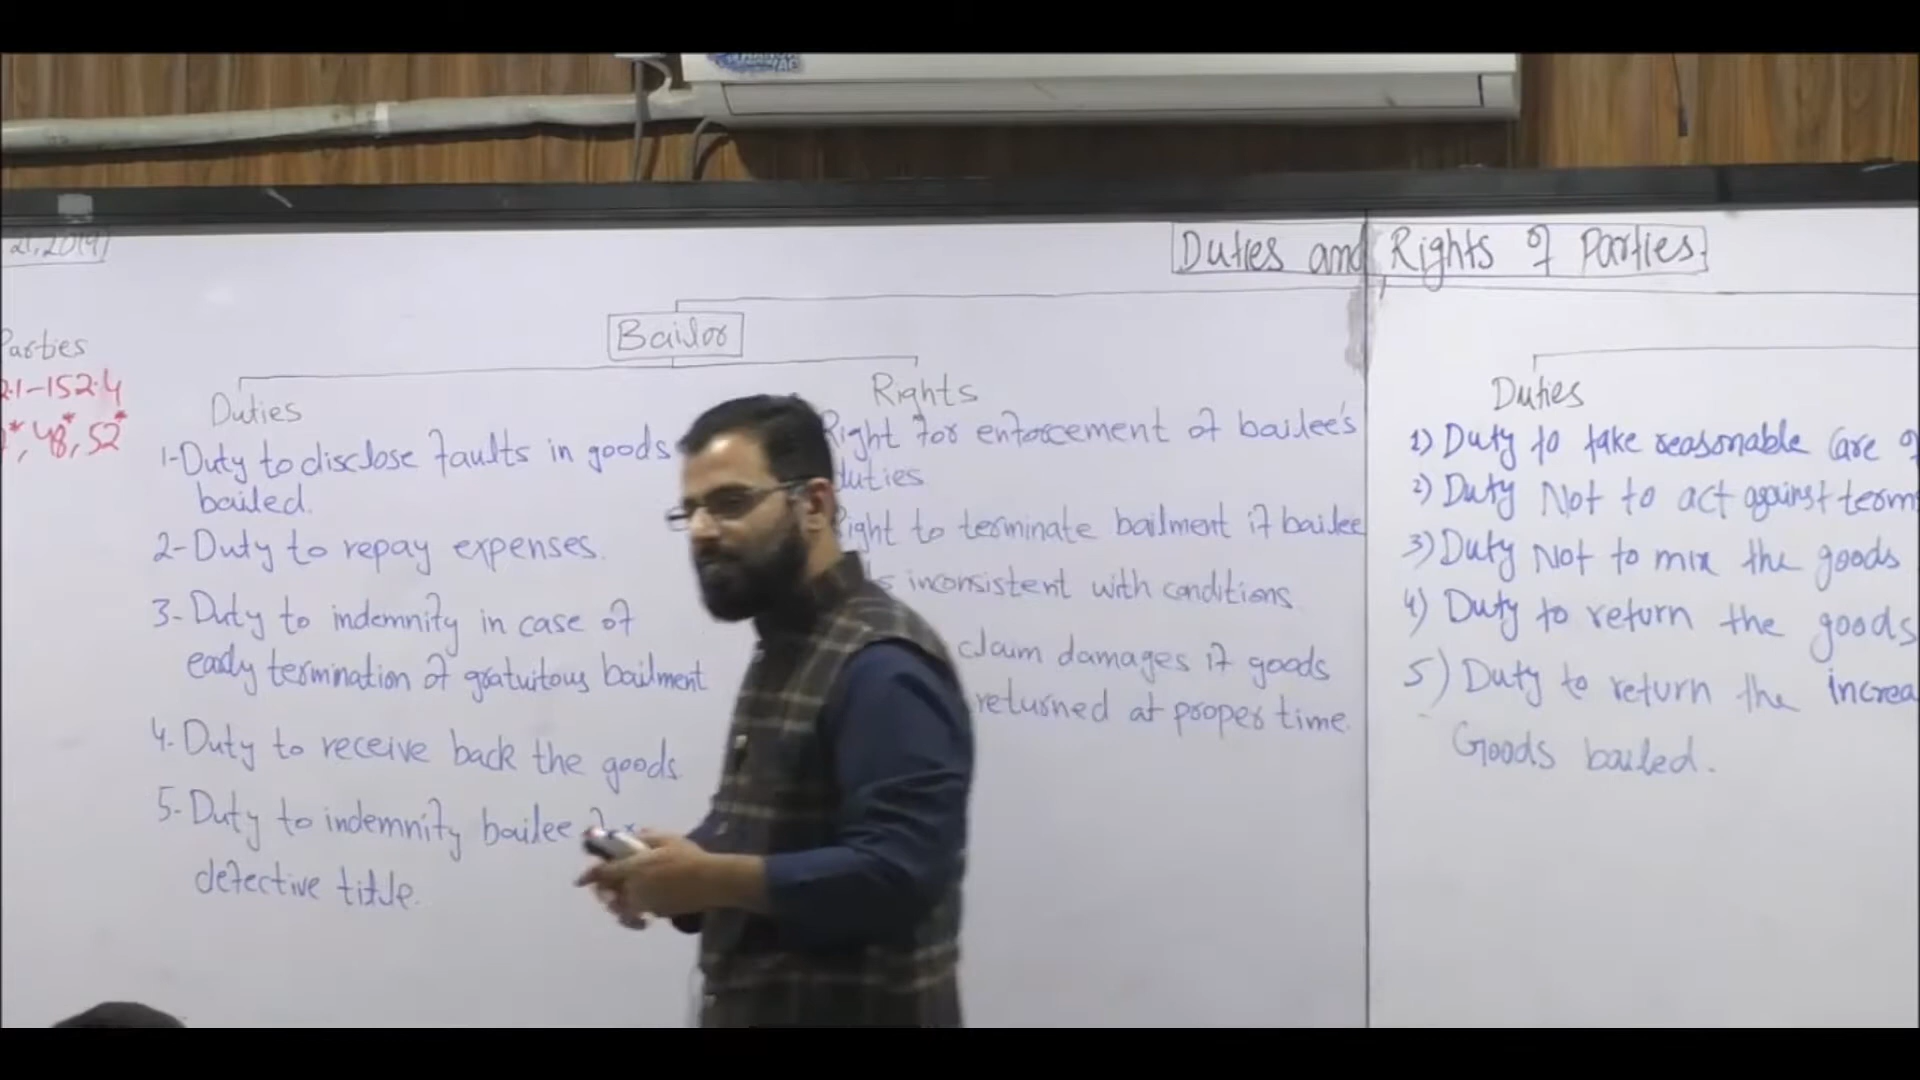 21,2019)
Duties and Rights of Parties.
Parties
2.1-152.4
*, 48*, 52*
Bailor
Duties
1-Duty to disclose faults in goods
bailed.
2-Duty to repay expenses.
3-Duty to indemnity in case of
early termination of gratuitous bailment
4.Duty to receive back the goods
5-Duty to indemnity bailee
defective title.
Rights
Right for enforcement of bailee's
duties
Right to terminate bailment if bailee
inconsistent with conditions
claim damages if goods
returned at proper time.
Duties
1) Duty to take reasonable Care
2) Duty Not to act against term
3) Duty Not to mix the goods
4) Duty to return the goods
5) Duty to return the increa
Goods bailed.